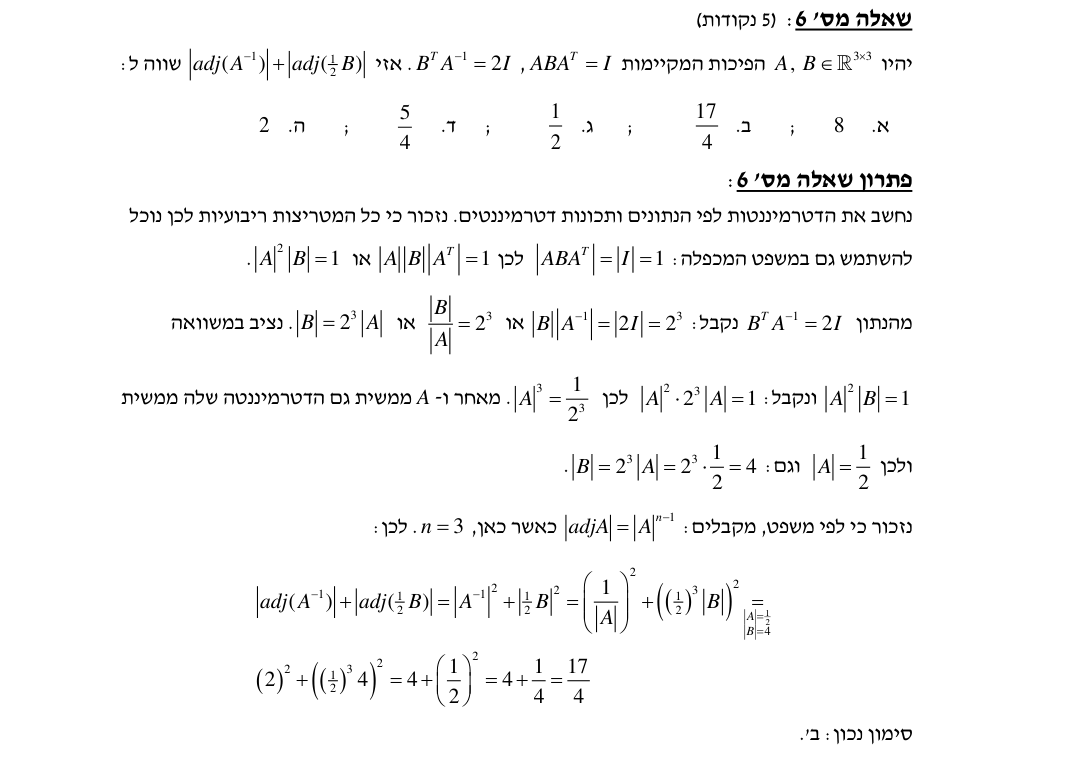 שאלה מס׳ 6 : (5 נקודות)
יהיו A, B ∈ ℝ^{3×3} הפיכות המקיימות B^T A^{-1} = 2I , ABA^T = I . אזי |adj(A^{-1})| + |adj(½B)| שווה ל :
א. 8 ; ב. 17/4 ; ג. 1/2 ; ד. 5/4 ; ה. 2
פתרון שאלה מס׳ 6 :
נחשב את הדטרמיננטות לפי הנתונים ותכונות דטרמיננטים. נזכור כי כל המטריצות ריבועיות לכן נוכל
להשתמש גם במשפט המכפלה : |ABA^T| = |I| = 1 לכן |A||B||A^T| = 1 או |A|^2 |B| = 1 .
מהנתון B^T A^{-1} = 2I נקבל : |B||A^{-1}| = |2I| = 2^3 או |B|/|A| = 2^3 או |B| = 2^3 |A| . נציב במשוואה
|A|^2 |B| = 1 ונקבל : |A|^2 · 2^3 |A| = 1 לכן |A|^3 = 1/2^3 . מאחר ו- A ממשית גם הדטרמיננטה שלה ממשית
ולכן |A| = 1/2 וגם : |B| = 2^3 |A| = 2^3 · 1/2 = 4 .
נזכור כי לפי משפט, מקבלים : |adjA| = |A|^{n-1} כאשר כאן, n = 3 . לכן :
|adj(A^{-1})| + |adj(½B)| = |A^{-1}|^2 + |½B|^2 = (1/|A|)^2 + ((½)^3 |B|)^2 = |A|=½ |B|=4
(2)^2 + ((½)^3 4)^2 = 4 + (1/2)^2 = 4 + 1/4 = 17/4
סימון נכון : ב׳.